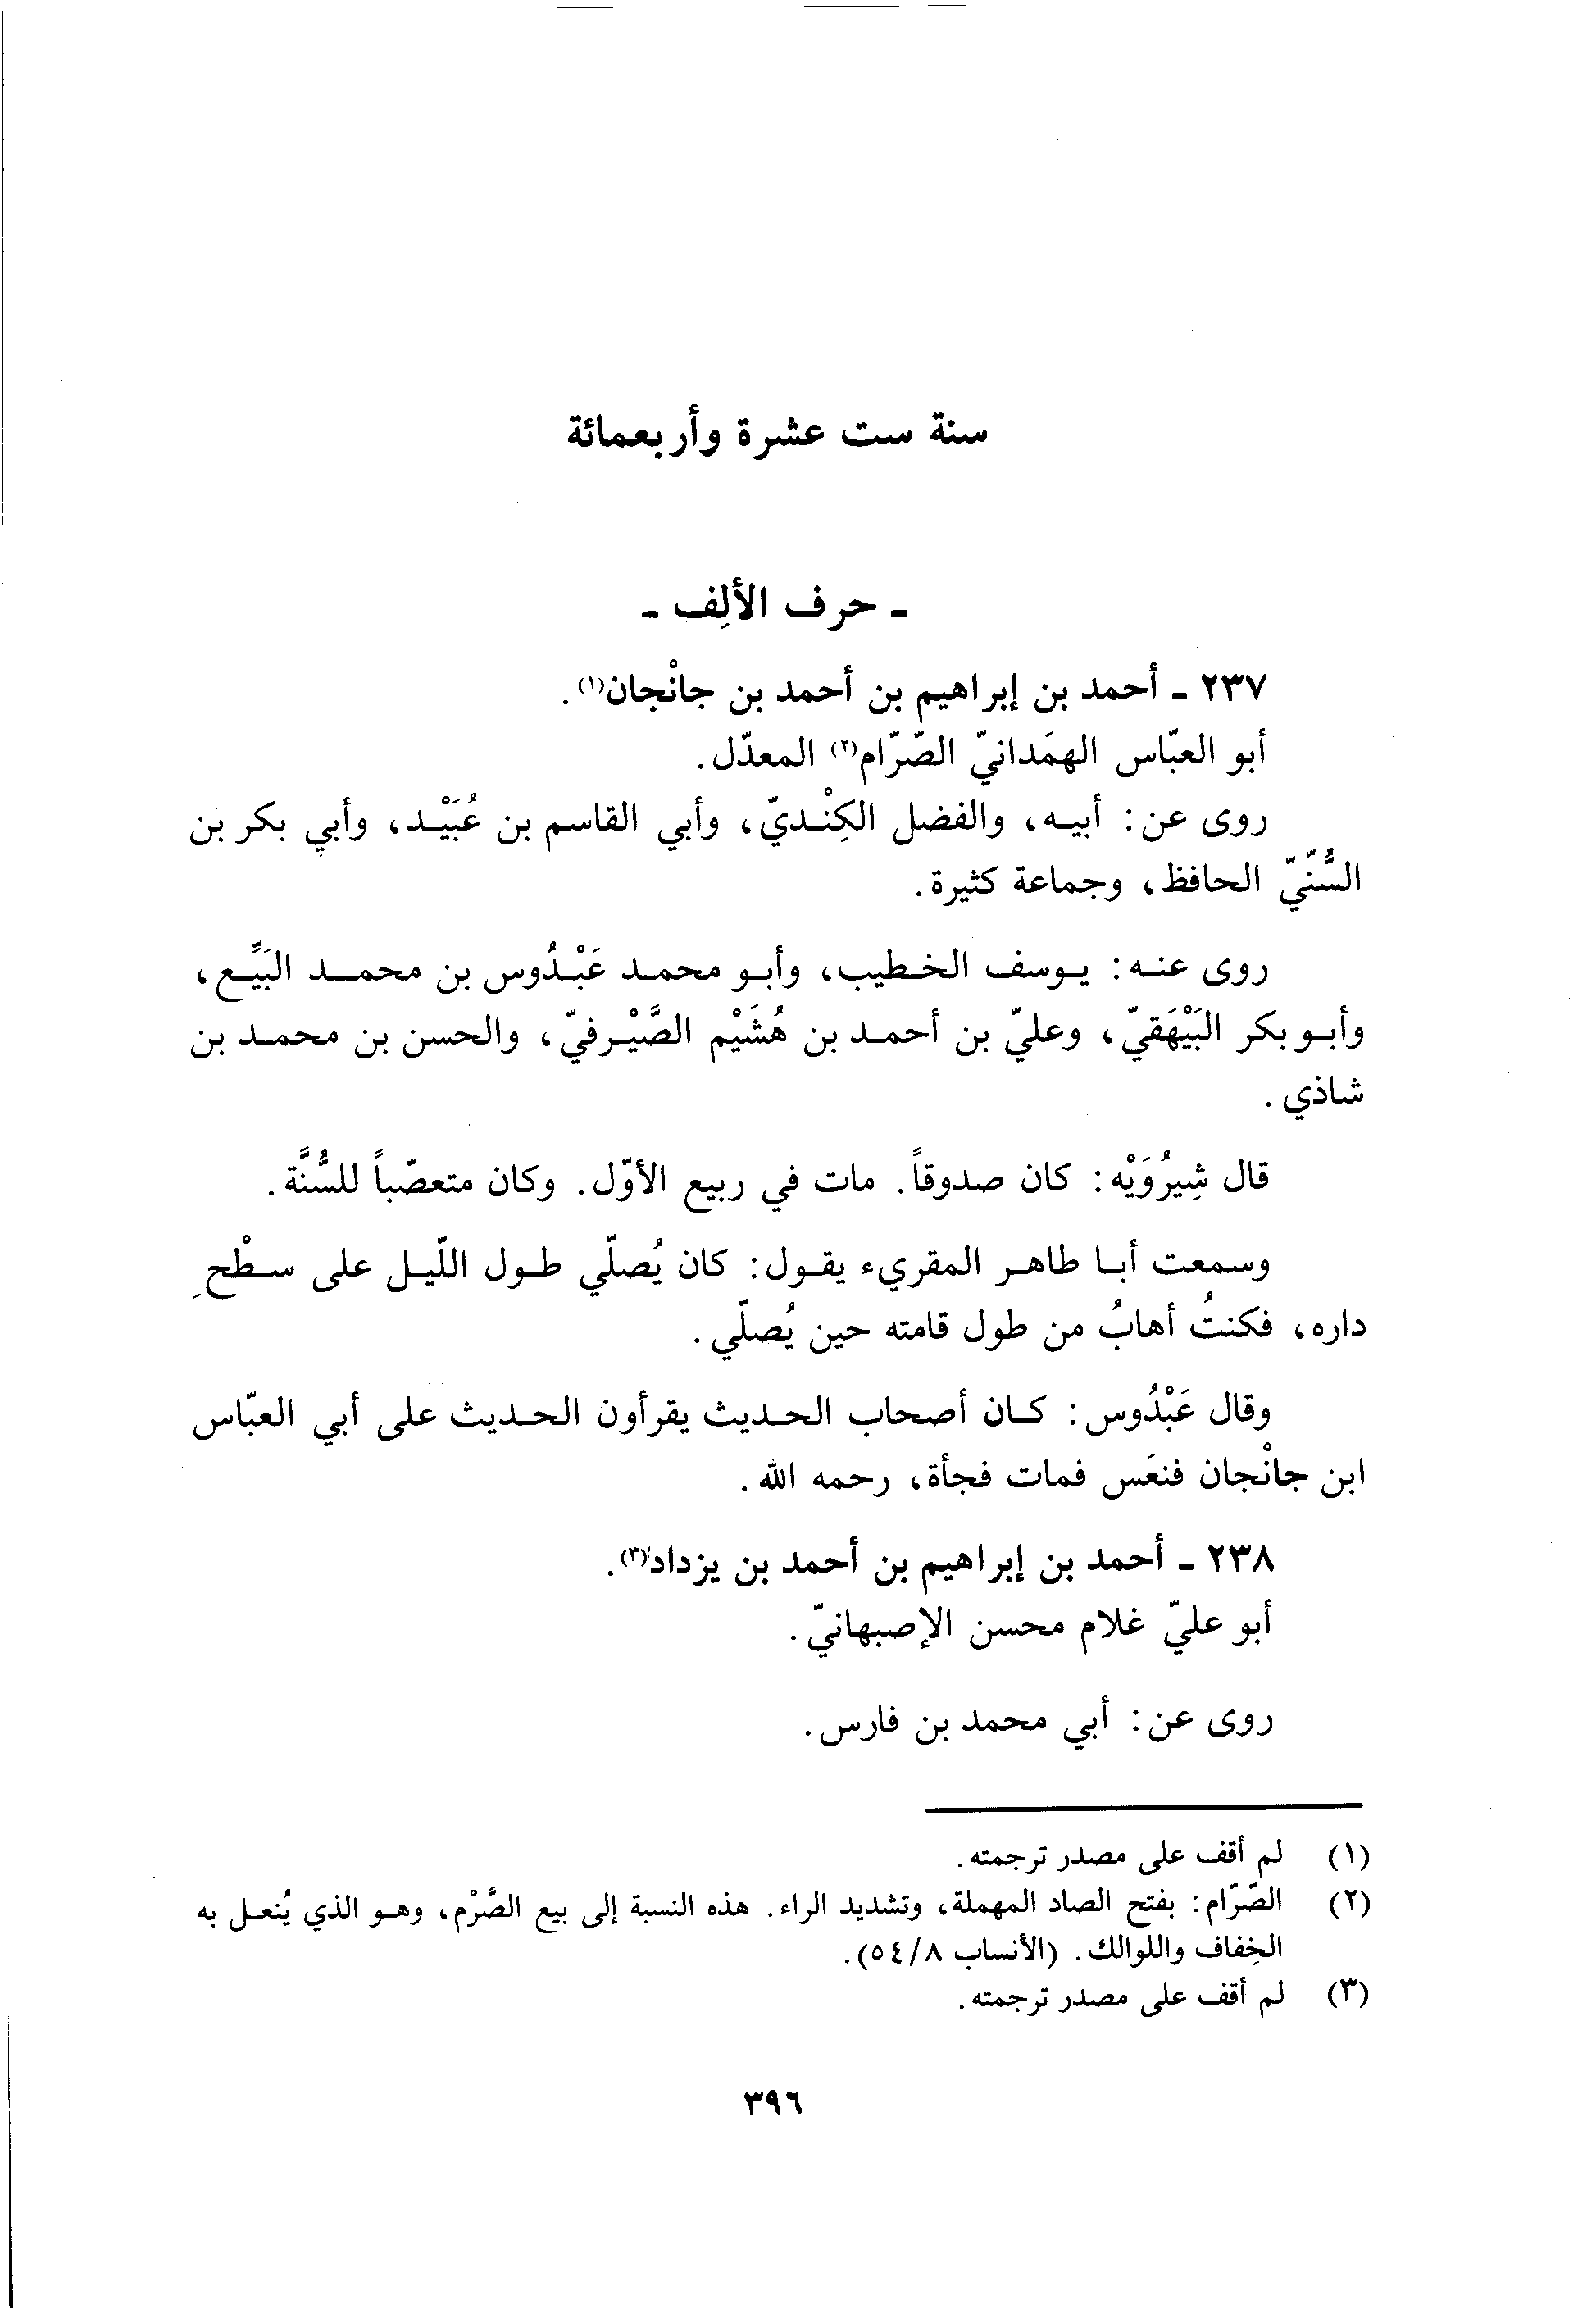 سنة ست عشرة وأربعمائة
ـ حرف الألِف ـ
٢٣٧ ـ أحمد بن إبراهيم بن أحمد بن جانْجان(١).
أبو العبّاس الهمَدانيّ الصّرّام(٢) المعدّل.
روى عن: أبيه، والفضل الكِنْديّ، وأبي القاسم بن عُبَيْد، وأبي بكر بن
السُّنّيّ الحافظ، وجماعة كثيرة.
روى عنه: يوسف الخطيب، وأبو محمد عَبْدُوس بن محمد البَيِّع،
وأبو بكر البَيْهَقيّ، وعليّ بن أحمد بن هُشَيْم الصَّيْرفيّ، والحسن بن محمد بن
شاذي.
قال شِيرُوَيْه: كان صدوقاً. مات في ربيع الأوّل. وكان متعصّباً للسُّنَّة.
وسمعت أبا طاهر المقريء يقول: كان يُصلّي طول اللّيل على سطْحِ
داره، فكنتُ أهابُ من طول قامته حين يُصلّي.
وقال عَبْدُوس: كان أصحاب الحديث يقرأون الحديث على أبي العبّاس
ابن جانْجان فنعَس فمات فجأة، رحمه الله.
٢٣٨ ـ أحمد بن إبراهيم بن أحمد بن يزداد(٣).
أبو عليّ غلام محسن الإصبهانيّ.
روى عن: أبي محمد بن فارس.
(١) لم أقف على مصدر ترجمته.
(٢) الصّرّام: بفتح الصاد المهملة، وتشديد الراء. هذه النسبة إلى بيع الصَّرْم، وهو الذي يُنعل به
الخِفاف واللوالك. (الأنساب ٥٤/٨).
(٣) لم أقف على مصدر ترجمته.
٣٩٦